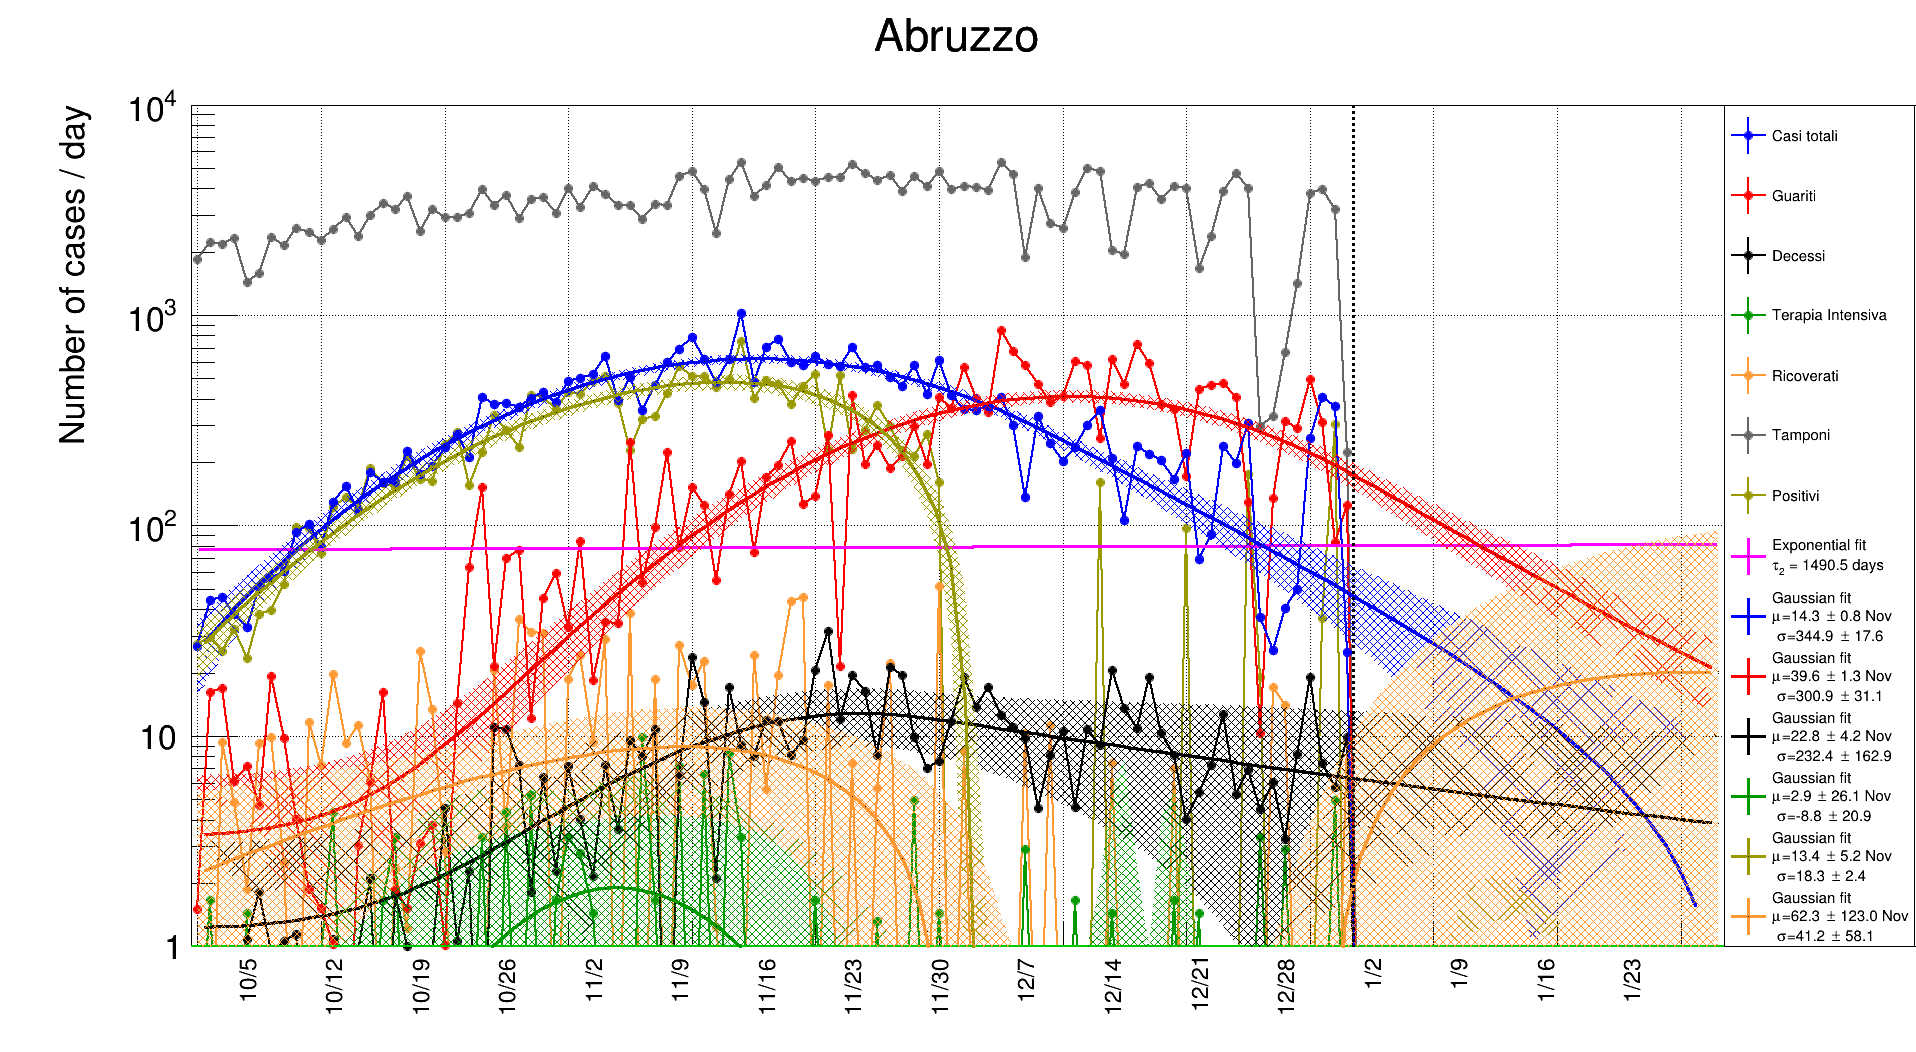 Abruzzo
Number of cases / day
10^4
10^3
10^2
10
1
10/5
10/12
10/19
10/26
11/2
11/9
11/16
11/23
11/30
12/7
12/14
12/21
12/28
1/2
1/9
1/16
1/23
Casi totali
Guariti
Decessi
Terapia Intensiva
Ricoverati
Tamponi
Positivi
Exponential fit
τ₂ = 1490.5 days
Gaussian fit
μ=14.3 ± 0.8 Nov
σ=344.9 ± 17.6
Gaussian fit
μ=39.6 ± 1.3 Nov
σ=300.9 ± 31.1
Gaussian fit
μ=22.8 ± 4.2 Nov
σ=232.4 ± 162.9
Gaussian fit
μ=2.9 ± 26.1 Nov
σ=-8.8 ± 20.9
Gaussian fit
μ=13.4 ± 5.2 Nov
σ=18.3 ± 2.4
Gaussian fit
μ=62.3 ± 123.0 Nov
σ=41.2 ± 58.1